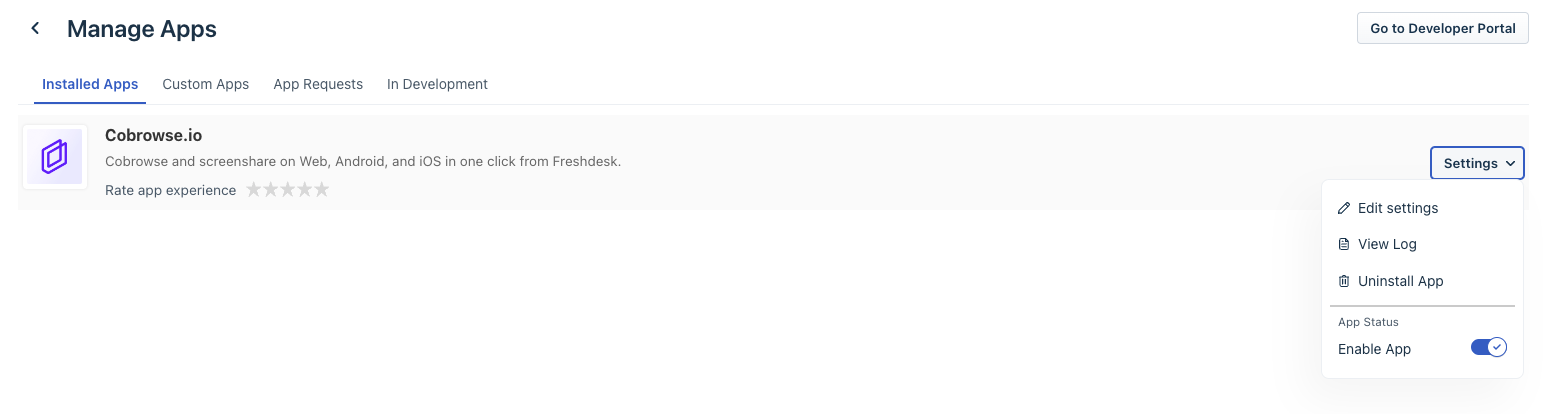 Manage Apps
Go to Developer Portal
Installed Apps
Custom Apps
App Requests
In Development
Cobrowse.io
Cobrowse and screenshare on Web, Android, and iOS in one click from Freshdesk.
Rate app experience
Settings
Edit settings
View Log
Uninstall App
App Status
Enable App